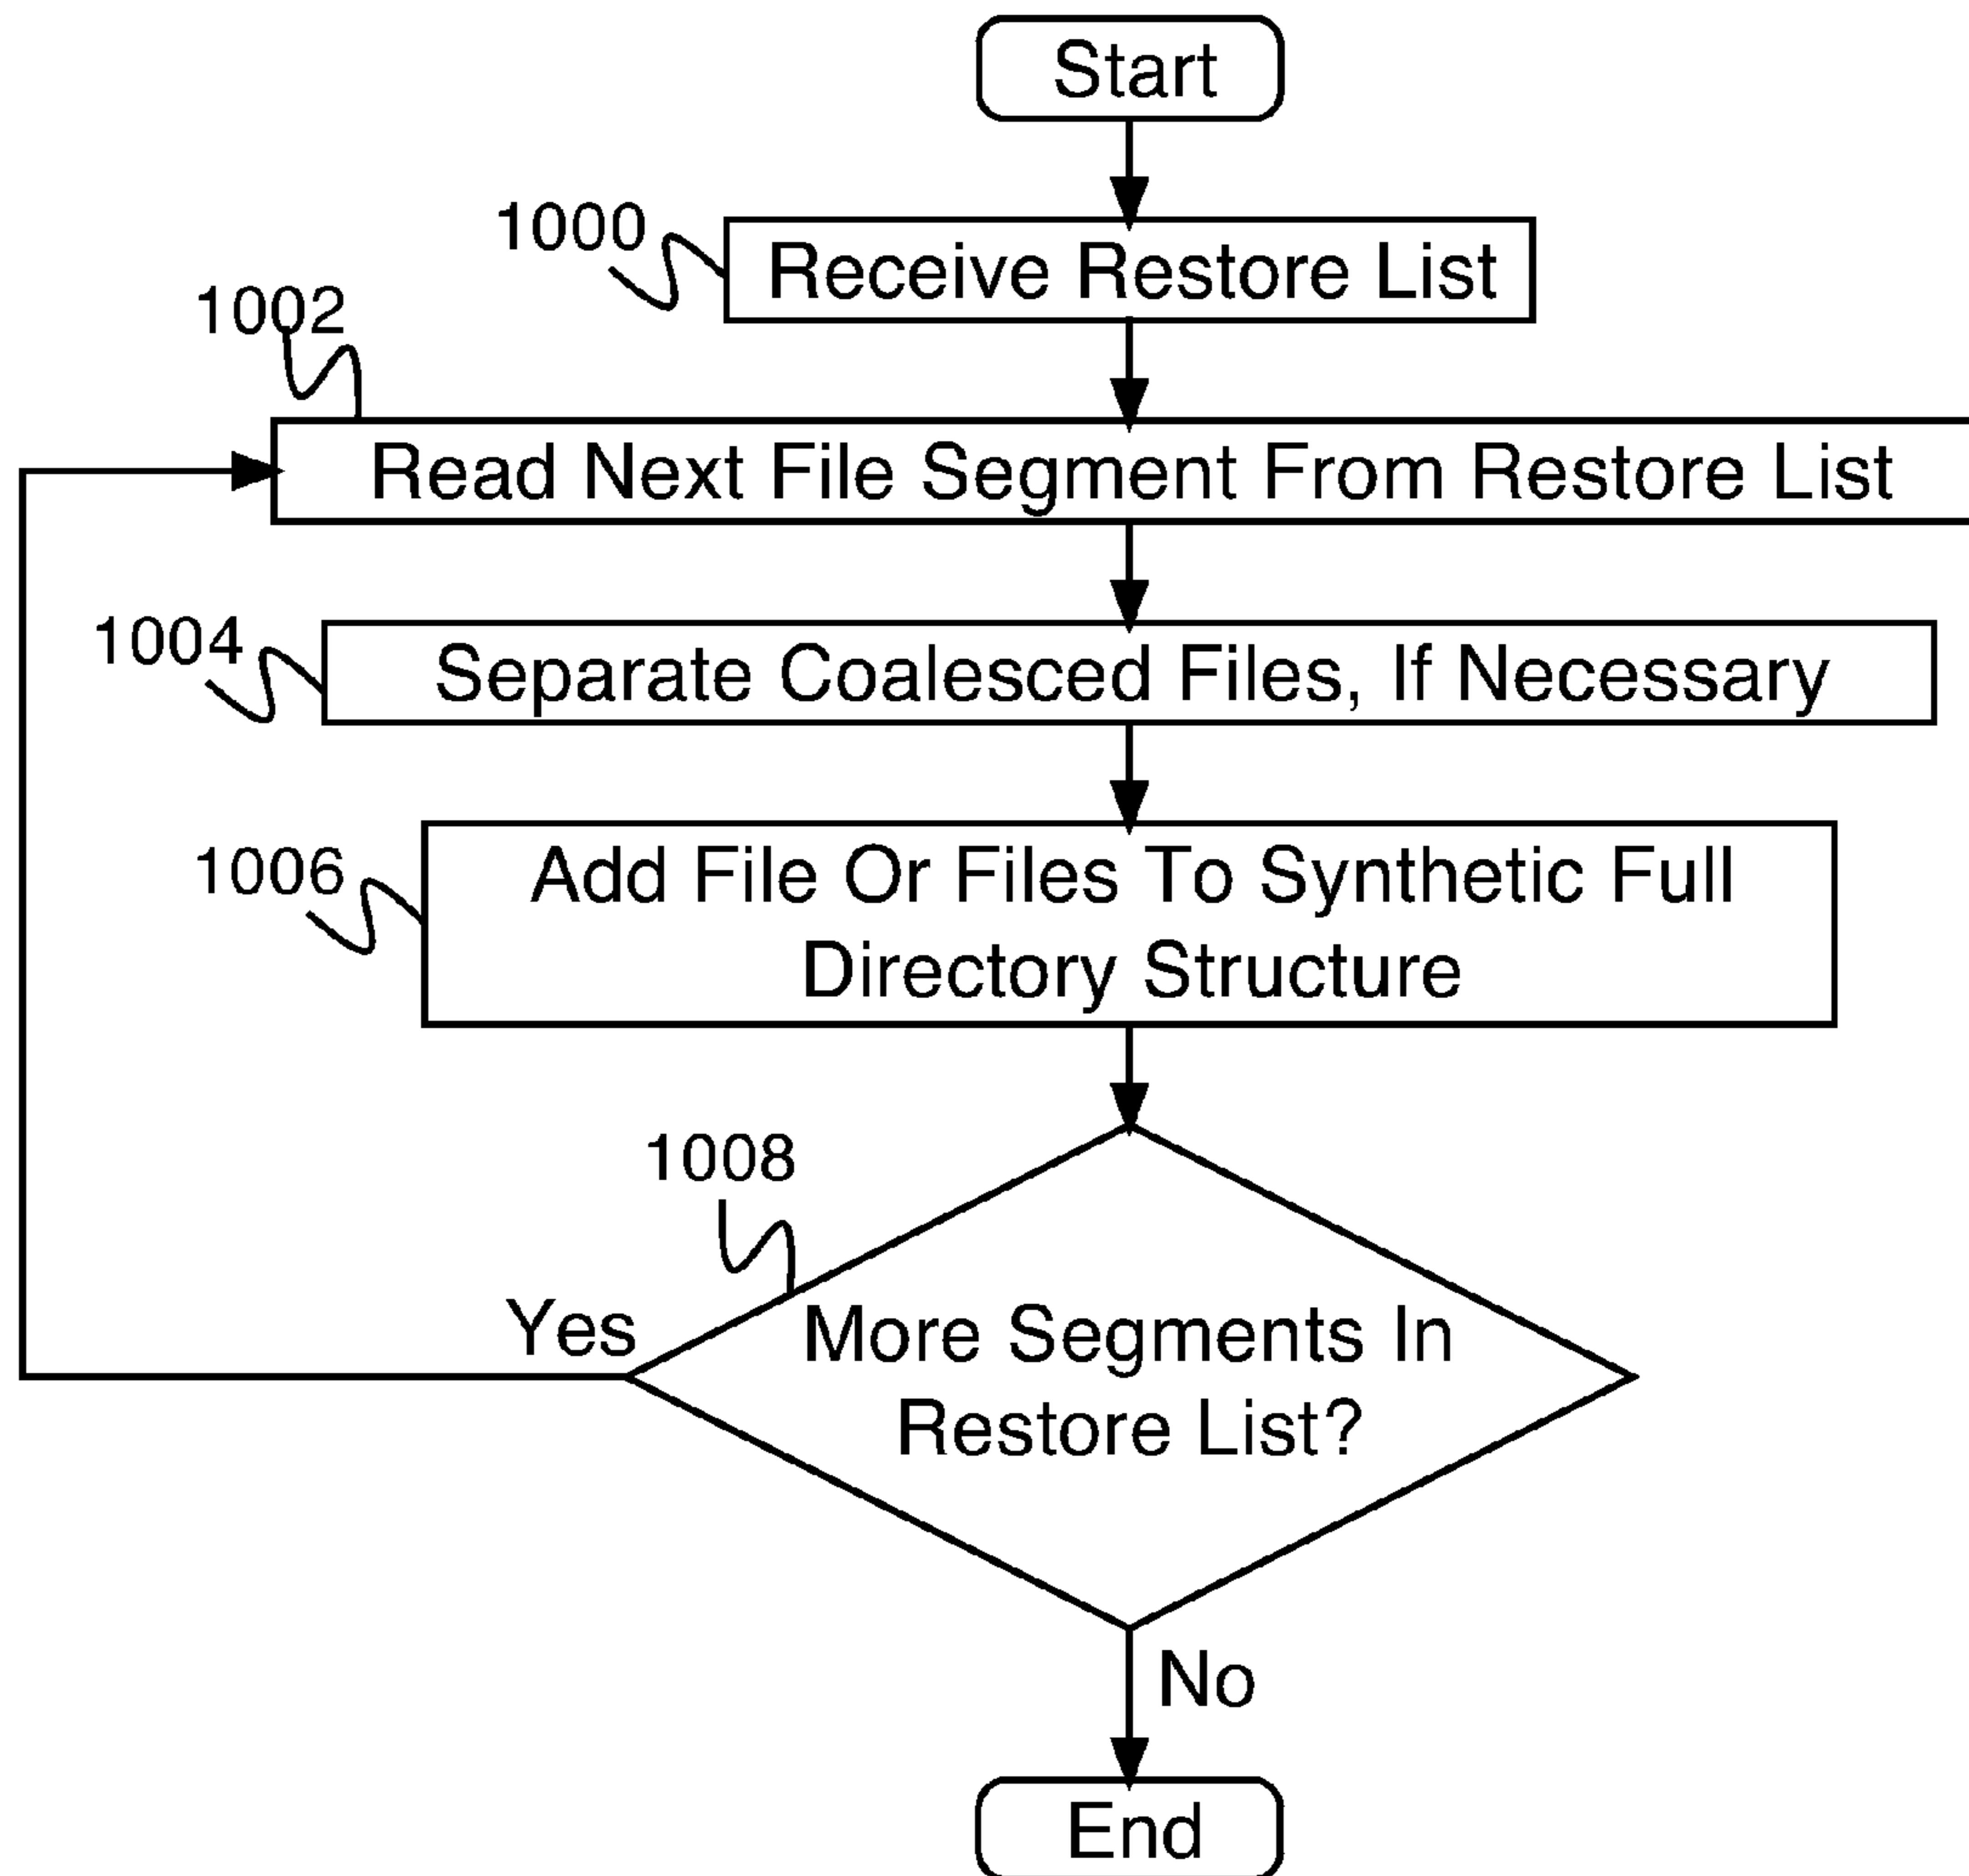 Start
1000
Receive Restore List
1002
Read Next File Segment From Restore List
1004
Separate Coalesced Files, If Necessary
1006
Add File Or Files To Synthetic Full
Directory Structure
1008
Yes
More Segments In
Restore List?
No
End